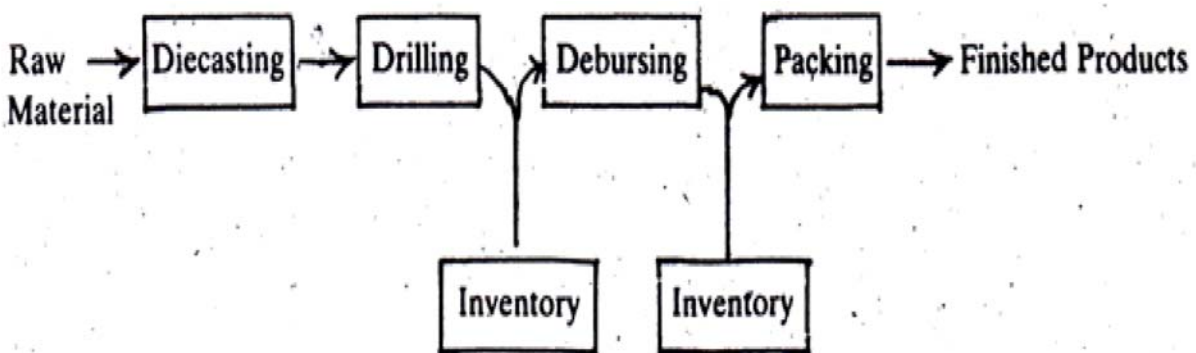 Raw Material
Diecasting
Drilling
Debursing
Packing
Finished Products
Inventory
Inventory